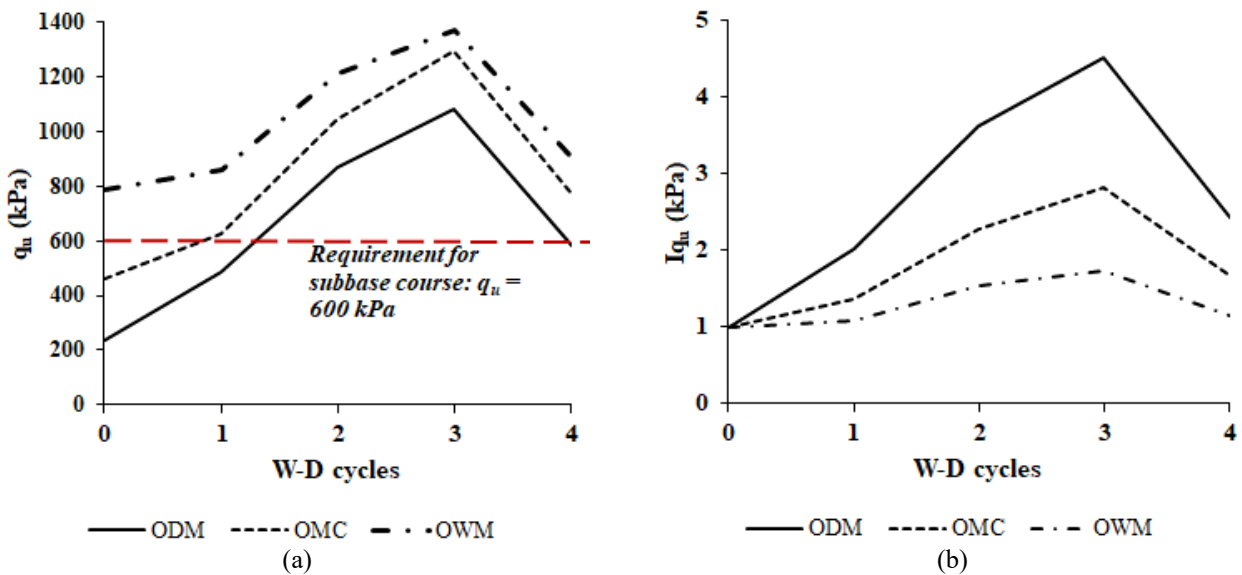 1400
1200
1000
800
600
400
200
0
qu (kPa)
0 1 2 3 4
W-D cycles
Requirement for
subbase course: qu =
600 kPa
ODM OMC OWM
(a)
5
4
3
2
1
0
Iqu (kPa)
0 1 2 3 4
W-D cycles
ODM OMC OWM
(b)